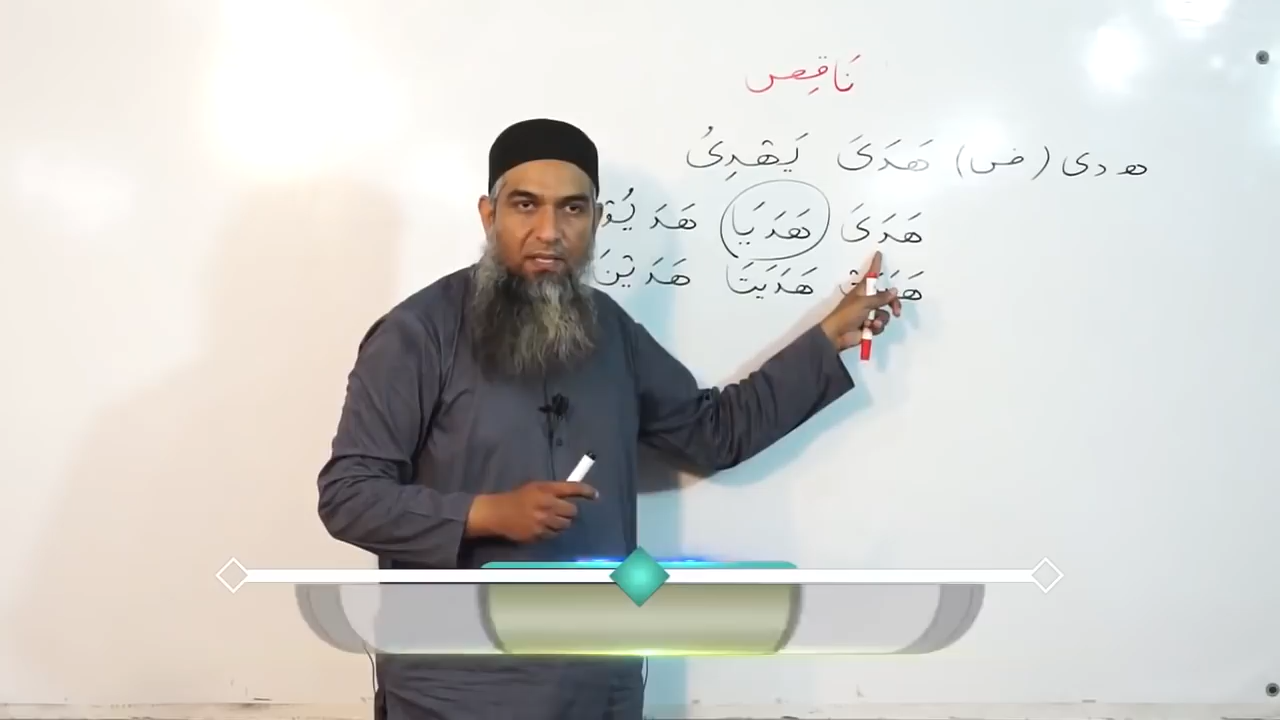 نَاقِص
ه د ی (ض) هَدَیَ یَهْدِیُ
هَدَیَ هَدَیَا
هَدَیَتَا هَدَیْنَ